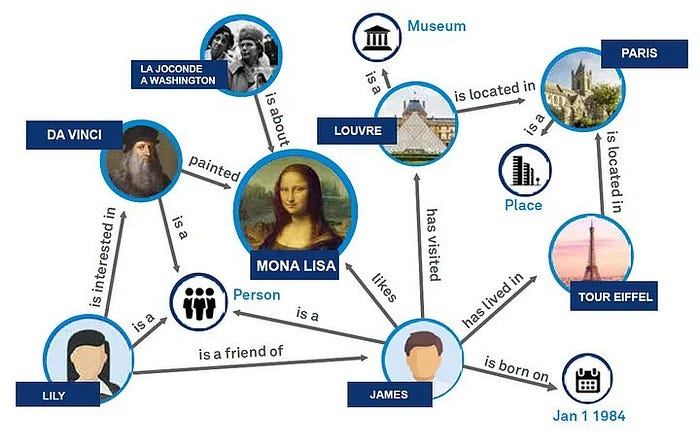 Museum
PARIS
LA JOCONDE
A WASHINGTON
is a
is located in
is about
LOUVRE
DA VINCI
is a
is located in
painted
Place
is a
has visited
MONA LISA
is interested in
TOUR EIFFEL
likes
has lived in
Person
is a
is a
is a friend of
is born on
LILY
JAMES
Jan 1 1984